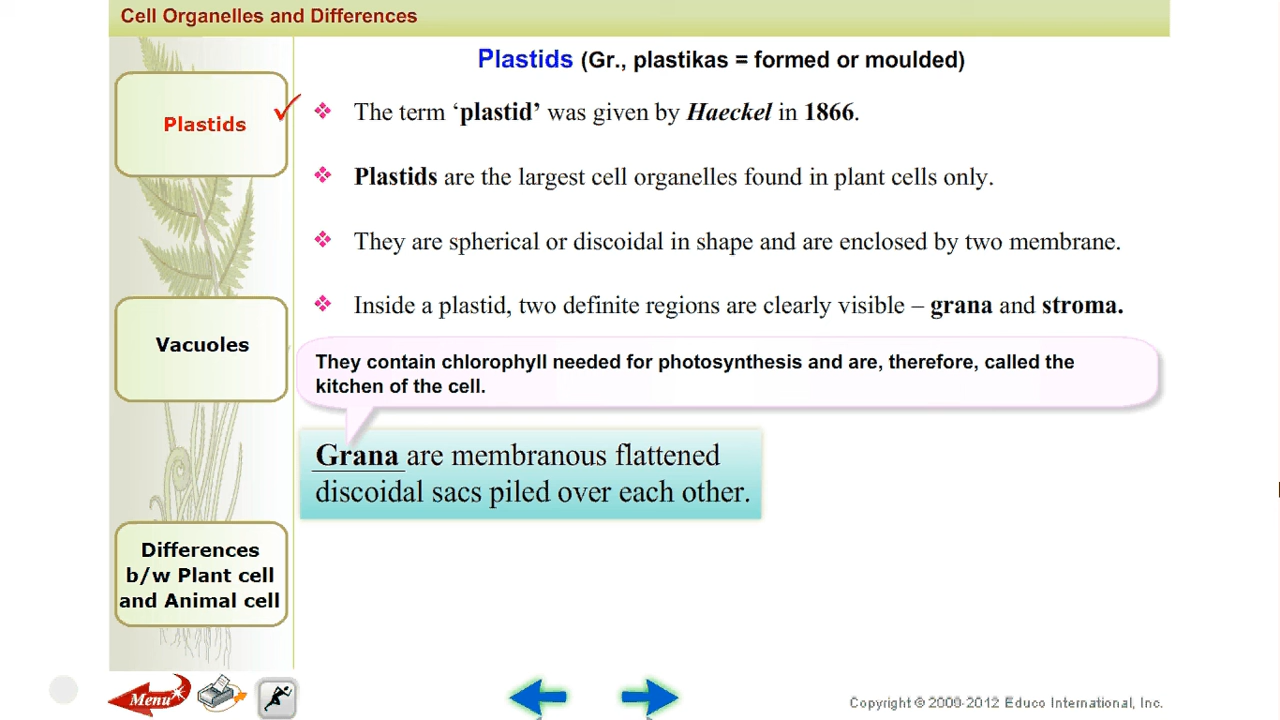 Cell Organelles and Differences
Plastids (Gr., plastikas = formed or moulded)
Plastids
The term ‘plastid’ was given by Haeckel in 1866.
Plastids are the largest cell organelles found in plant cells only.
They are spherical or discoidal in shape and are enclosed by two membrane.
Inside a plastid, two definite regions are clearly visible – grana and stroma.
Vacuoles
They contain chlorophyll needed for photosynthesis and are, therefore, called the
kitchen of the cell.
Grana are membranous flattened
discoidal sacs piled over each other.
Differences
b/w Plant cell
and Animal cell
Menu
Copyright © 2000-2012 Educo International, Inc.